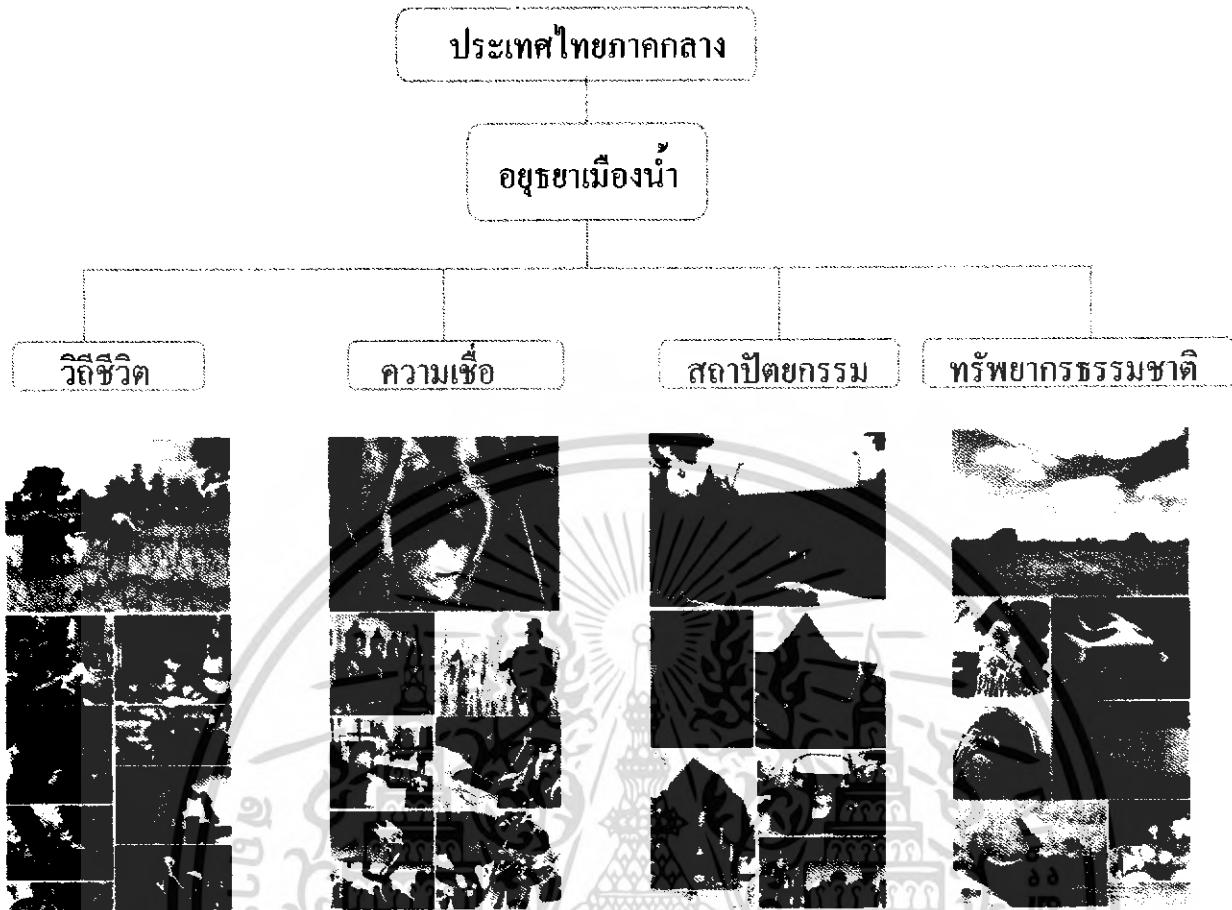 ประเทศไทยภาคกลาง
อยุธยาเมืองน้ำ
วิถีชีวิต
ความเชื่อ
สถาปัตยกรรม
ทรัพยากรธรรมชาติ